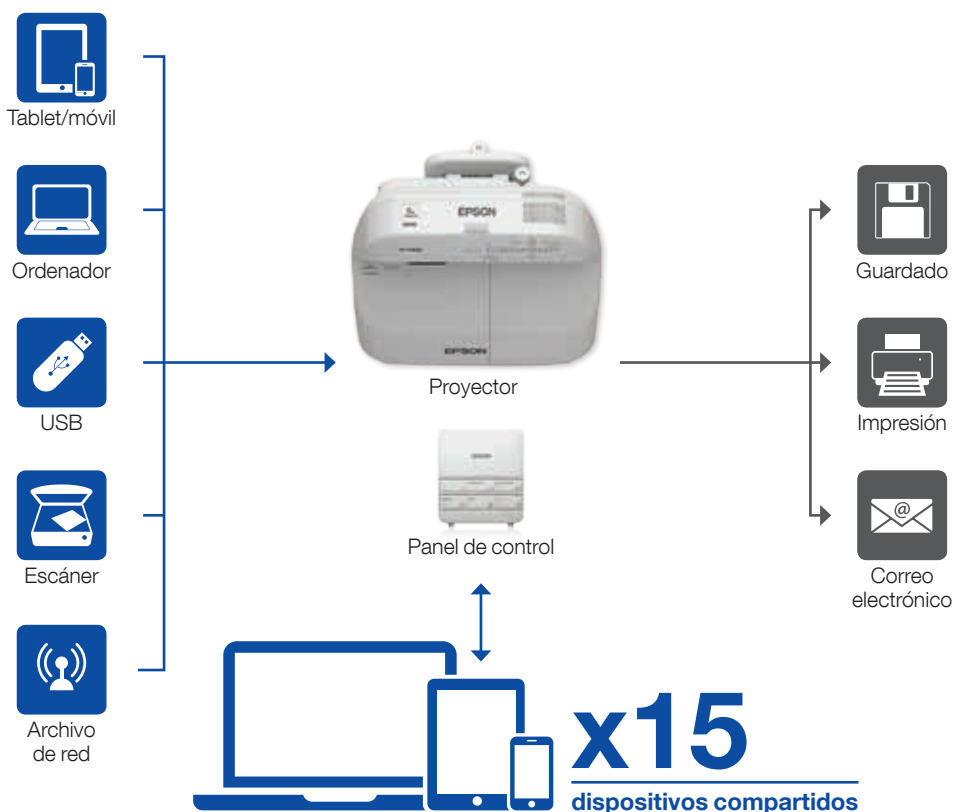 Tablet/móvil
Ordenador
USB
Escáner
Archivo
de red
EPSON
EPSON
Proyector
Panel de control
x15
dispositivos compartidos
Guardado
Impresión
@
Correo
electrónico